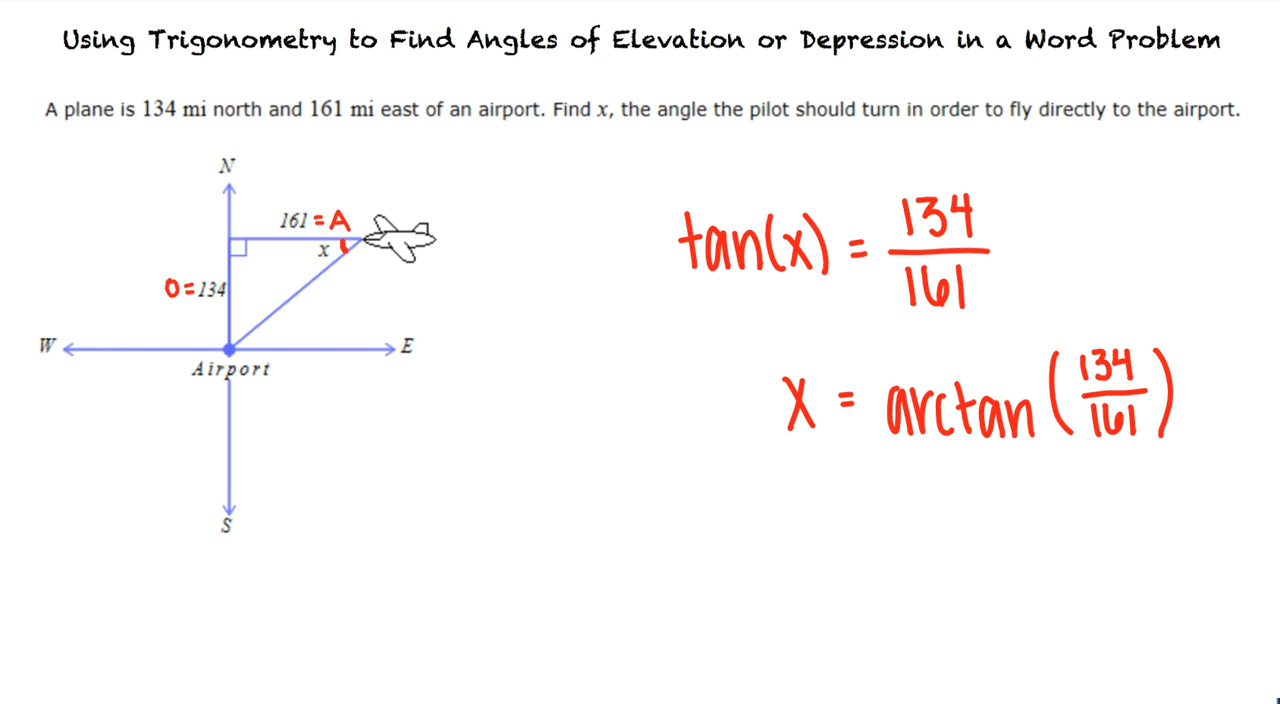 Using Trigonometry to Find Angles of Elevation or Depression in a Word Problem
A plane is 134 mi north and 161 mi east of an airport. Find x, the angle the pilot should turn in order to fly directly to the airport.
N
161 = A
x
O = 134
W
E
Airport
S
tan(x) = 134/161
x = arctan(134/161)